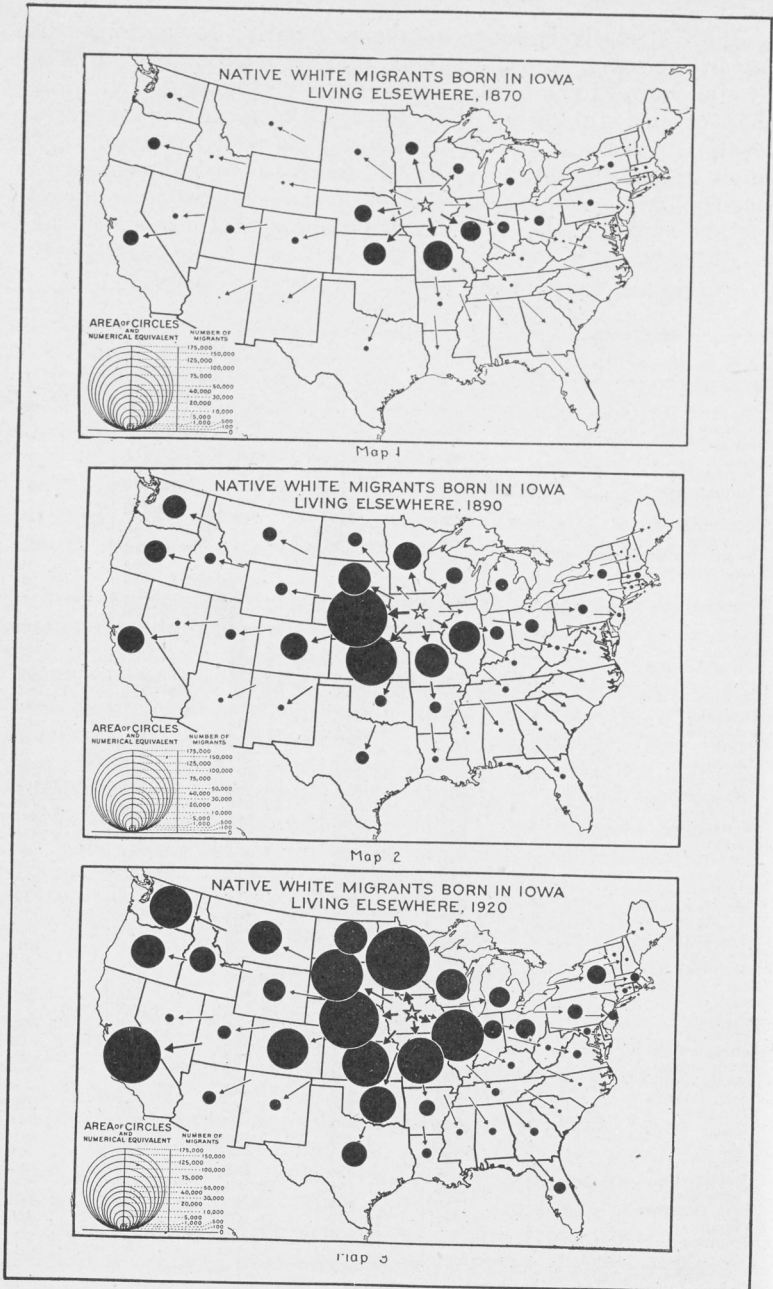 NATIVE WHITE MIGRANTS BORN IN IOWA
LIVING ELSEWHERE, 1870
AREA OF CIRCLES
AND
NUMERICAL EQUIVALENT
NUMBER OF
MIGRANTS
175,000
150,000
125,000
100,000
75,000
50,000
40,000
30,000
20,000
10,000
5,000
1,000
500
100
0
Map 1
NATIVE WHITE MIGRANTS BORN IN IOWA
LIVING ELSEWHERE, 1890
AREA OF CIRCLES
AND
NUMERICAL EQUIVALENT
NUMBER OF
MIGRANTS
175,000
150,000
125,000
100,000
75,000
50,000
40,000
30,000
20,000
10,000
5,000
1,000
500
100
0
Map 2
NATIVE WHITE MIGRANTS BORN IN IOWA
LIVING ELSEWHERE, 1920
AREA OF CIRCLES
AND
NUMERICAL EQUIVALENT
NUMBER OF
MIGRANTS
175,000
150,000
125,000
100,000
75,000
50,000
40,000
30,000
20,000
10,000
5,000
1,000
500
100
0
Map 3